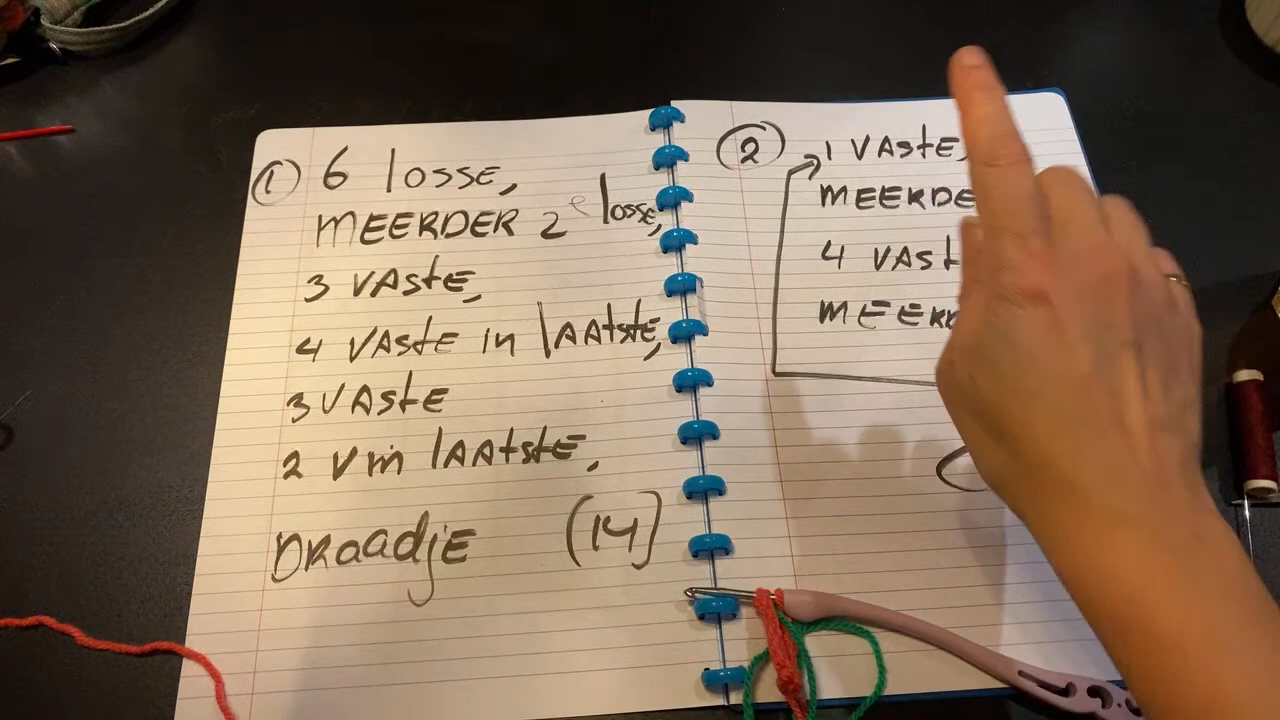 ① 6 losse,
MEERDER 2e losse,
3 VASTE,
4 VASTE in lAAtstE,
3 VASTE
2 V in lAAtstE,
DRaadjE (14)
② 1 VAStE,
MEERDE
4 VASt
MEER